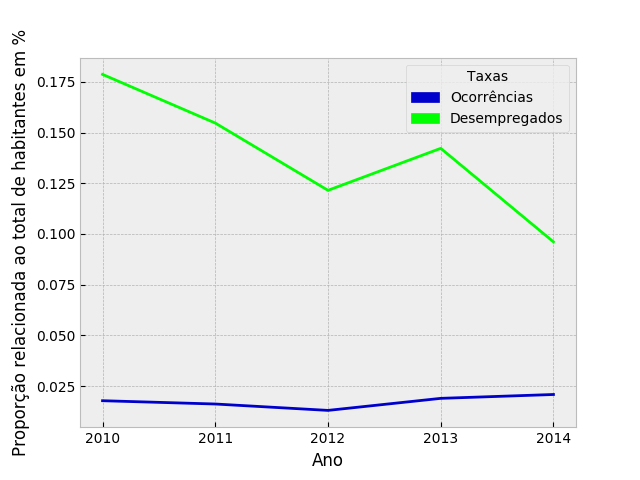 Proporção relacionada ao total de habitantes em %
0.175
0.150
0.125
0.100
0.075
0.050
0.025
Taxas
Ocorrências
Desempregados
2010 2011 2012 2013 2014
Ano